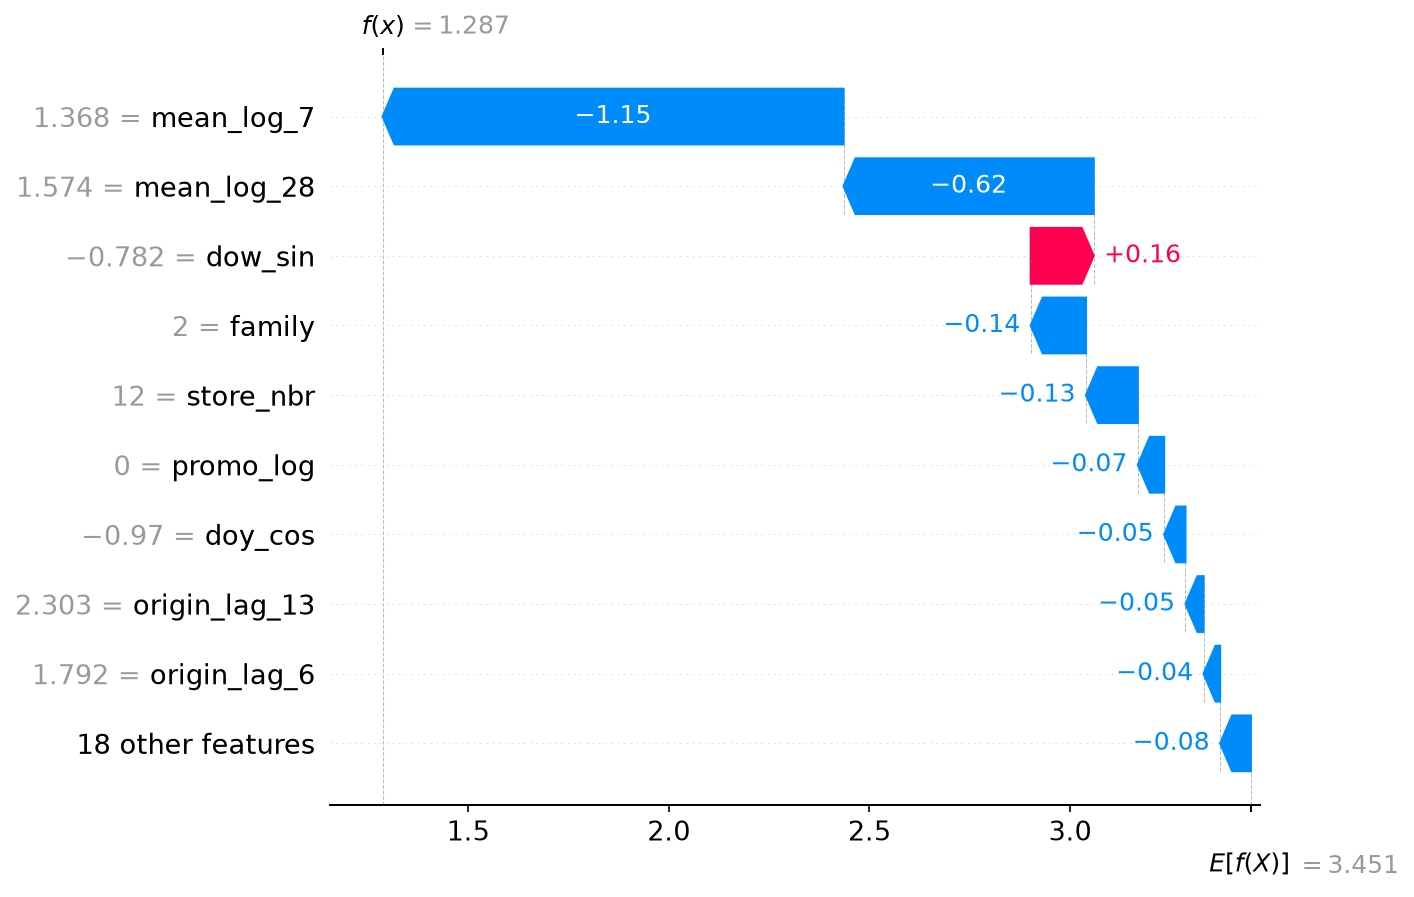 f(x) = 1.287
1.368 = mean_log_7 −1.15
1.574 = mean_log_28 −0.62
−0.782 = dow_sin +0.16
2 = family −0.14
12 = store_nbr −0.13
0 = promo_log −0.07
−0.97 = doy_cos −0.05
2.303 = origin_lag_13 −0.05
1.792 = origin_lag_6 −0.04
18 other features −0.08
1.5 2.0 2.5 3.0
E[f(X)] = 3.451